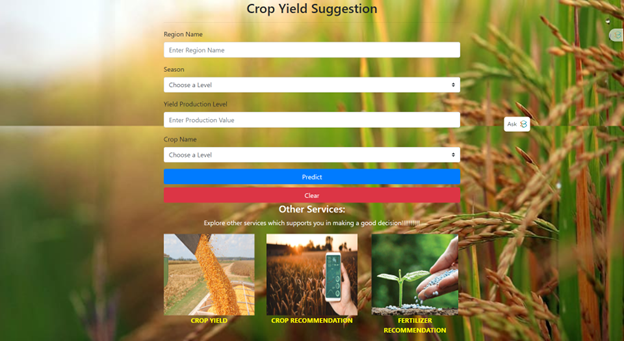 Crop Yield Suggestion
Region Name
Enter Region Name
Season
Choose a Level
Yield Production Level
Enter Production Value
Crop Name
Choose a Level
Predict
Clear
Other Services:
Explore other services which supports you in making a good decision!!!
Ask
CROP YIELD
CROP RECOMMENDATION
FERTILIZER
RECOMMENDATION